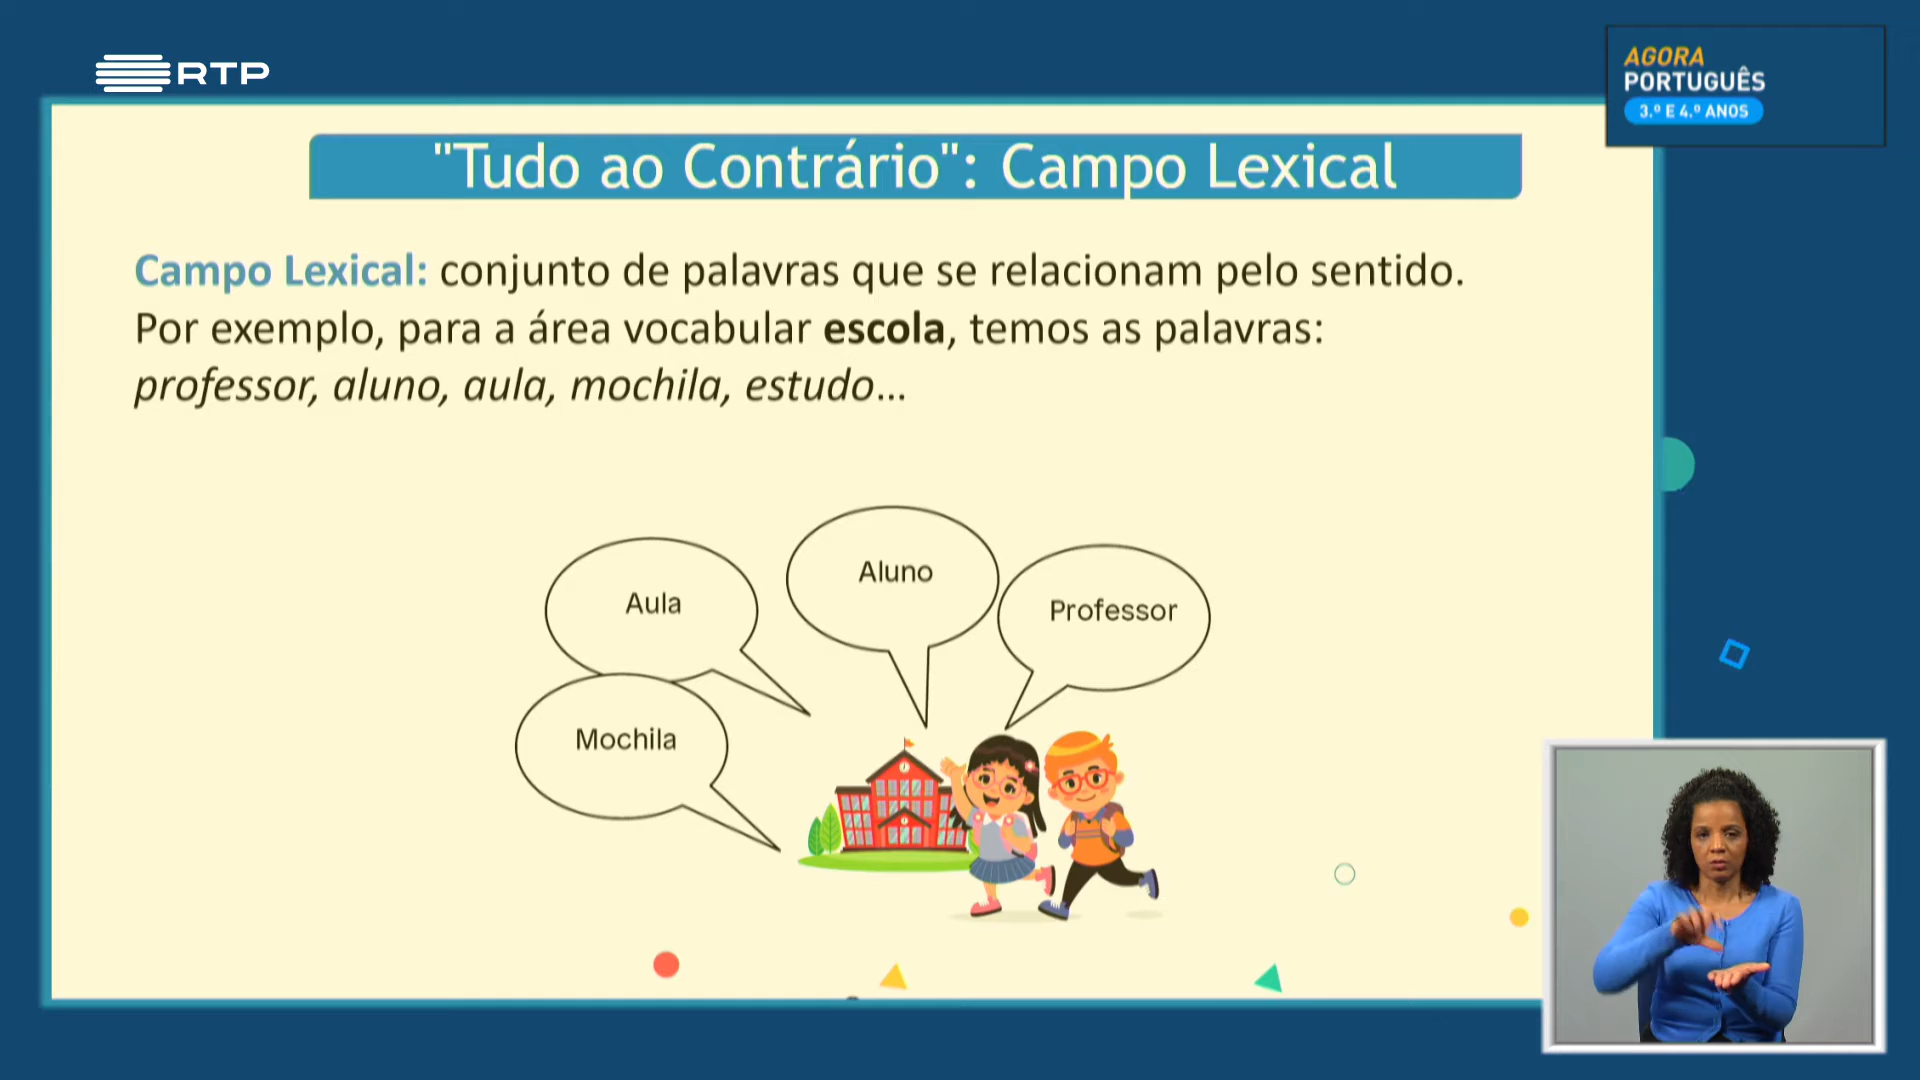 RTP
AGORA
PORTUGUÊS
3.º E 4.º ANOS
"Tudo ao Contrário": Campo Lexical
Campo Lexical: conjunto de palavras que se relacionam pelo sentido.
Por exemplo, para a área vocabular escola, temos as palavras:
professor, aluno, aula, mochila, estudo...
Aluno
Aula
Professor
Mochila